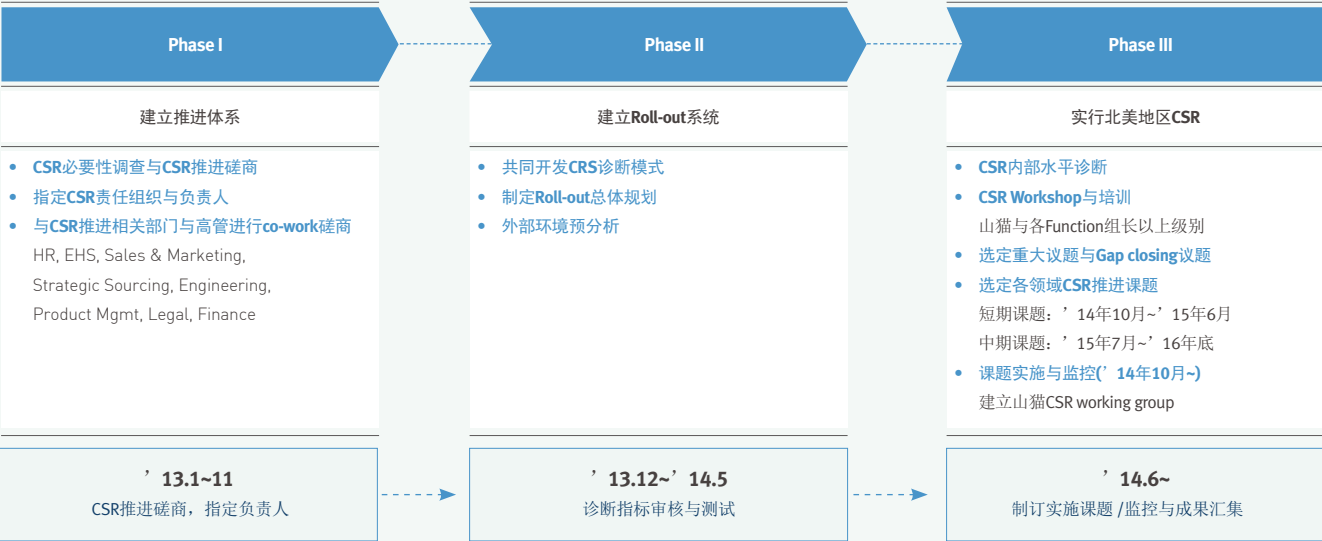 Phase I
建立推进体系
• CSR必要性调查与CSR推进磋商
• 指定CSR责任组织与负责人
• 与CSR推进相关部门与高管进行co-work磋商
HR, EHS, Sales & Marketing,
Strategic Sourcing, Engineering,
Product Mgmt, Legal, Finance
’13.1~11
CSR推进磋商，指定负责人
Phase II
建立Roll-out系统
• 共同开发CRS诊断模式
• 制定Roll-out总体规划
• 外部环境预分析
’13.12~’14.5
诊断指标审核与测试
Phase III
实行北美地区CSR
• CSR内部水平诊断
• CSR Workshop与培训
山猫与各Function组长以上级别
• 选定重大议题与Gap closing议题
• 选定各领域CSR推进课题
短期课题：’14年10月~’15年6月
中期课题：’15年7月~’16年底
• 课题实施与监控(’14年10月~)
建立山猫CSR working group
’14.6~
制订实施课题 /监控与成果汇集